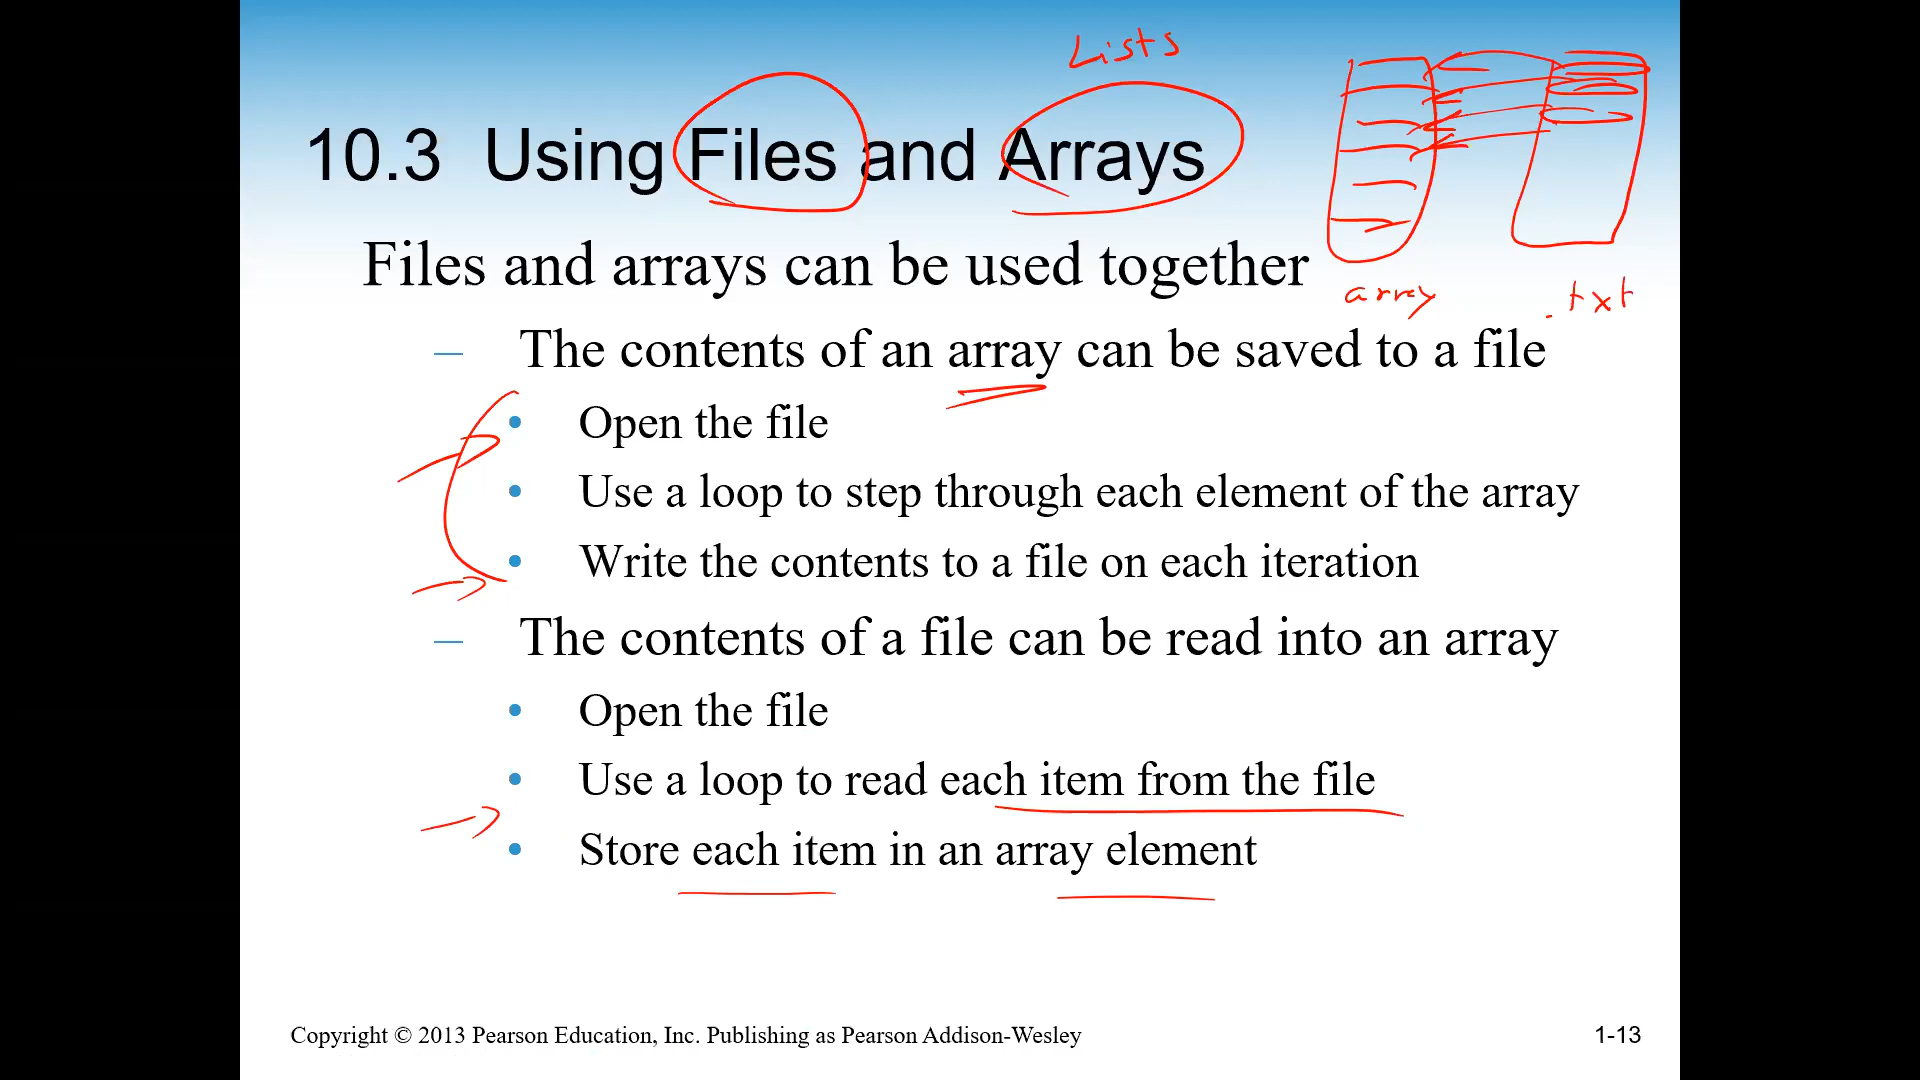 Lists
10.3 Using Files and Arrays
Files and arrays can be used together
array
.txt
– The contents of an array can be saved to a file
• Open the file
• Use a loop to step through each element of the array
• Write the contents to a file on each iteration
– The contents of a file can be read into an array
• Open the file
• Use a loop to read each item from the file
• Store each item in an array element
Copyright © 2013 Pearson Education, Inc. Publishing as Pearson Addison-Wesley
1-13